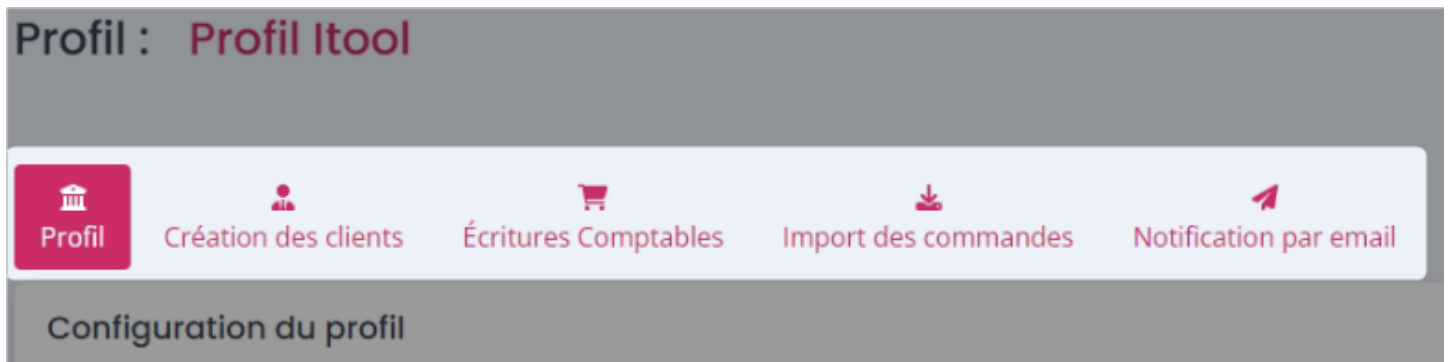 Profil : Profil Itool
Profil Création des clients Écritures Comptables Import des commandes Notification par email
Configuration du profil